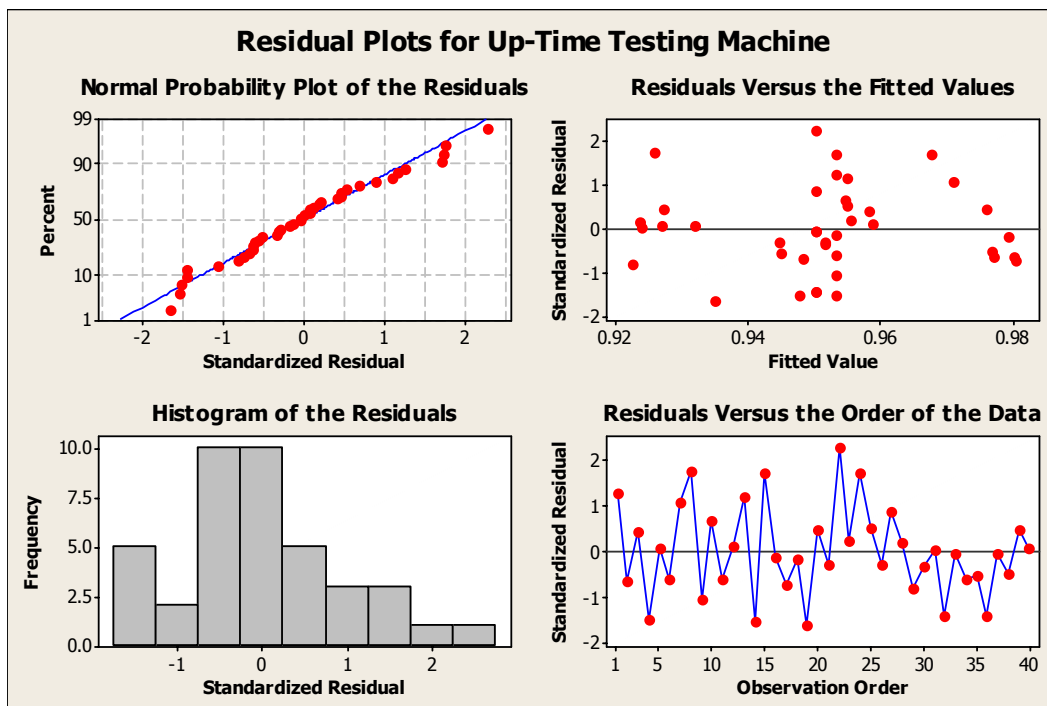 Residual Plots for Up-Time Testing Machine
Normal Probability Plot of the Residuals
99
90
50
10
1
Percent
-2 -1 0 1 2
Standardized Residual
Residuals Versus the Fitted Values
2
1
0
-1
-2
Standardized Residual
0.92 0.94 0.96 0.98
Fitted Value
Histogram of the Residuals
10.0
7.5
5.0
2.5
0.0
Frequency
-1 0 1 2
Standardized Residual
Residuals Versus the Order of the Data
2
1
0
-1
-2
Standardized Residual
1 5 10 15 20 25 30 35 40
Observation Order